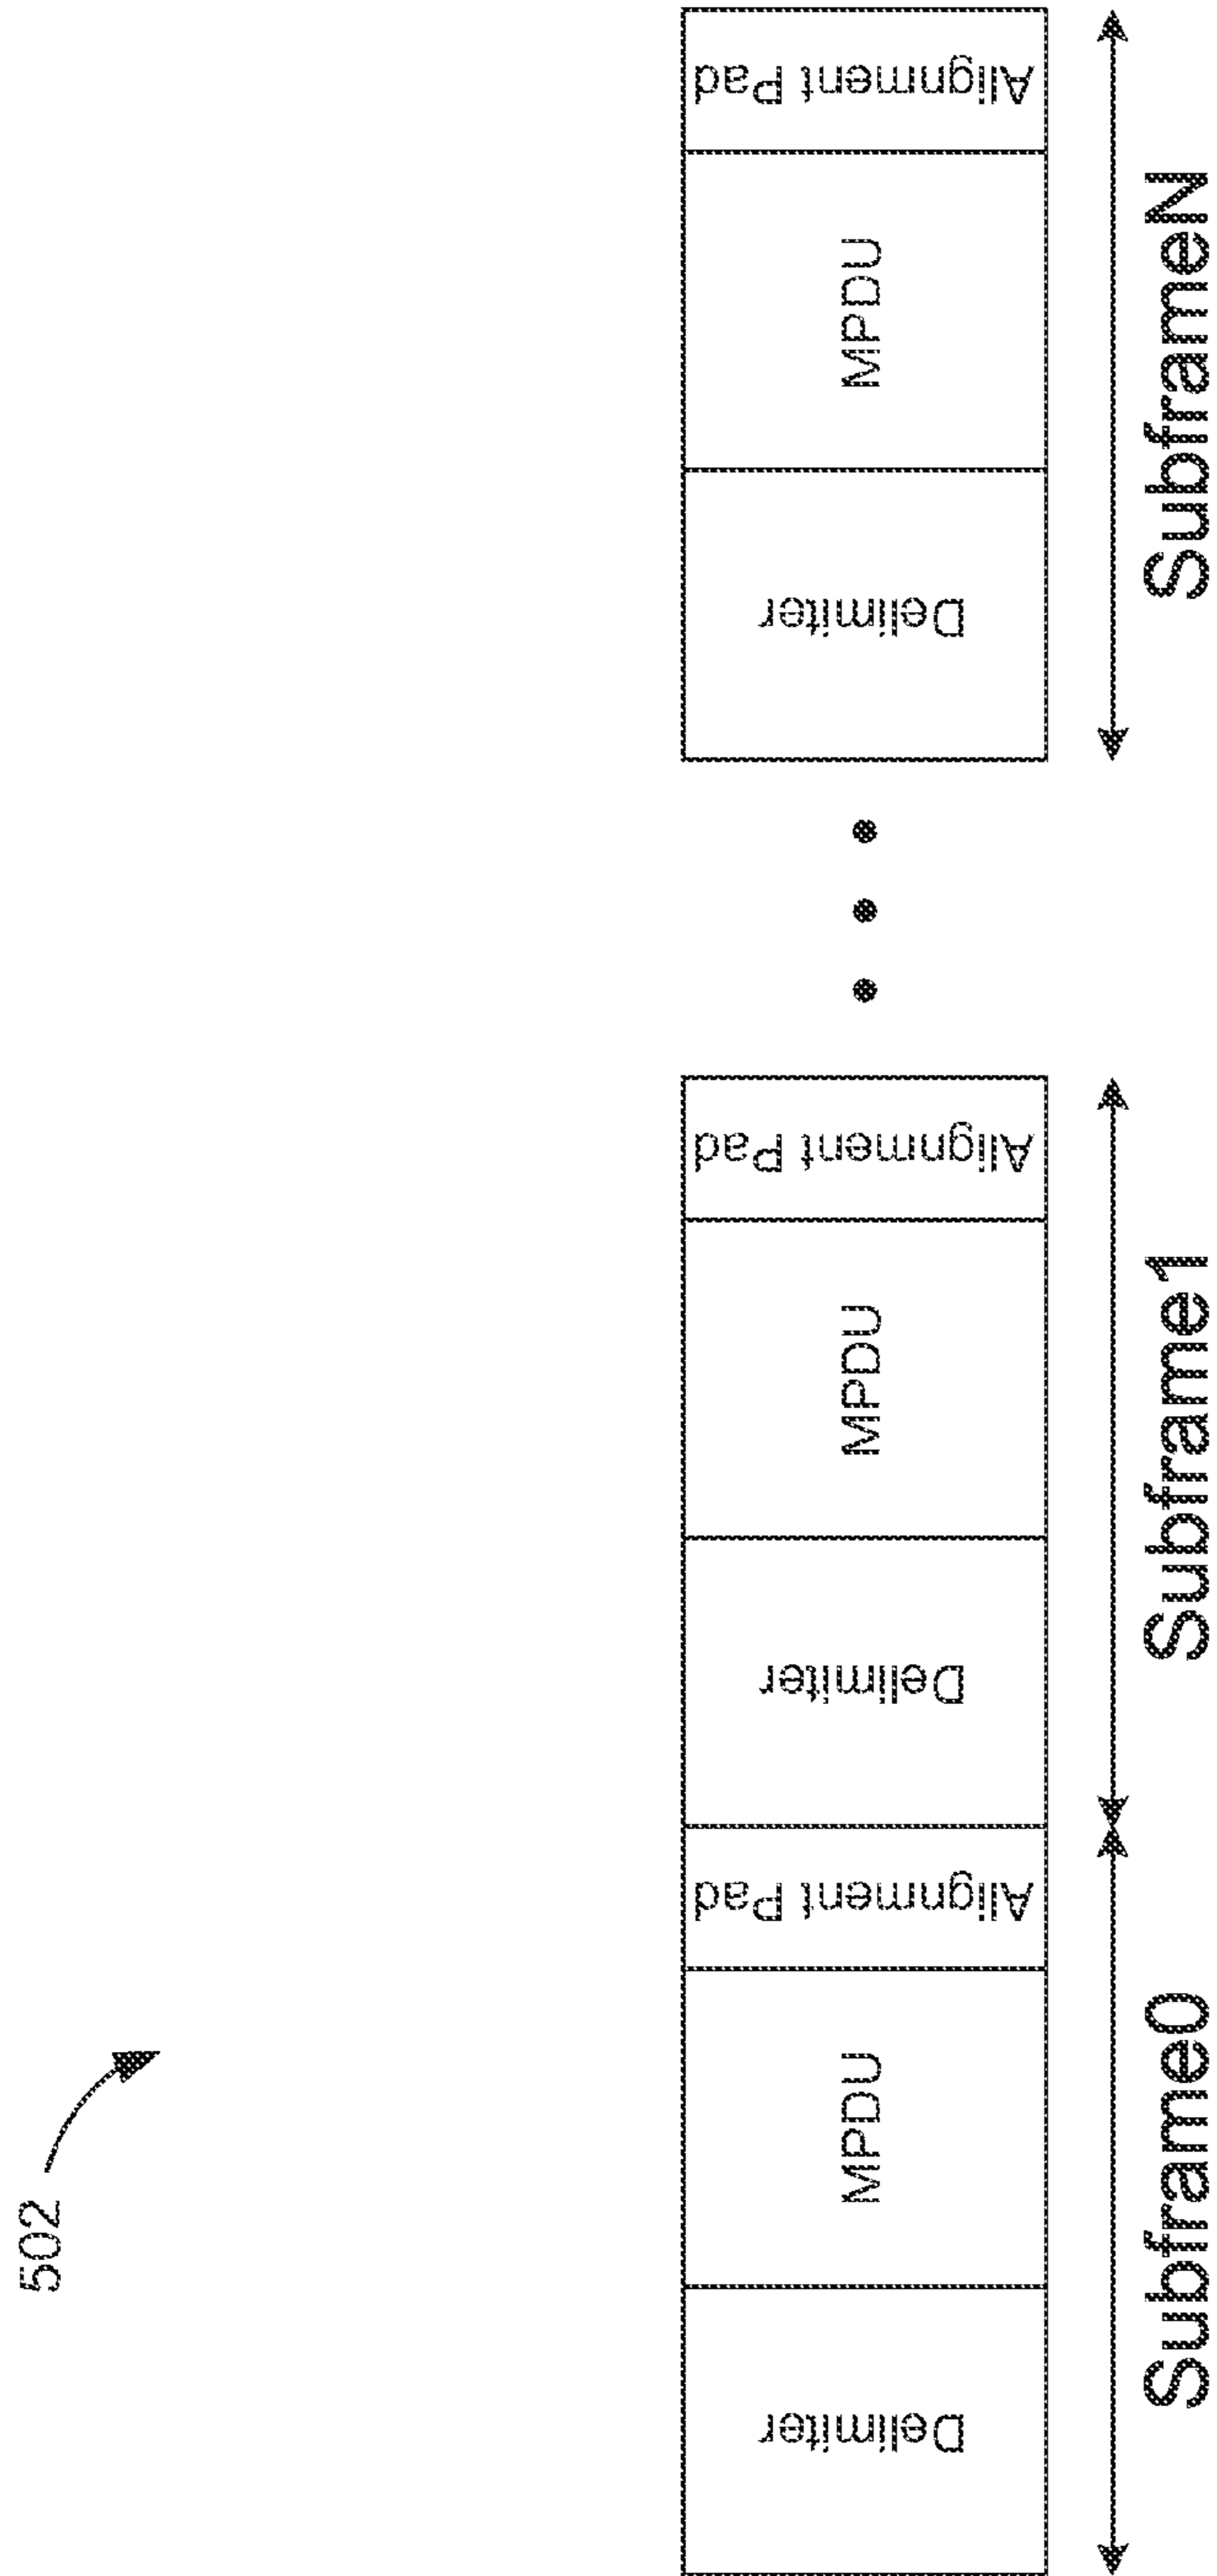 502
Delimiter
MPDU
Alignment Pad
Delimiter
MPDU
Alignment Pad
Delimiter
MPDU
Alignment Pad
Subframe0
Subframe1
SubframeN